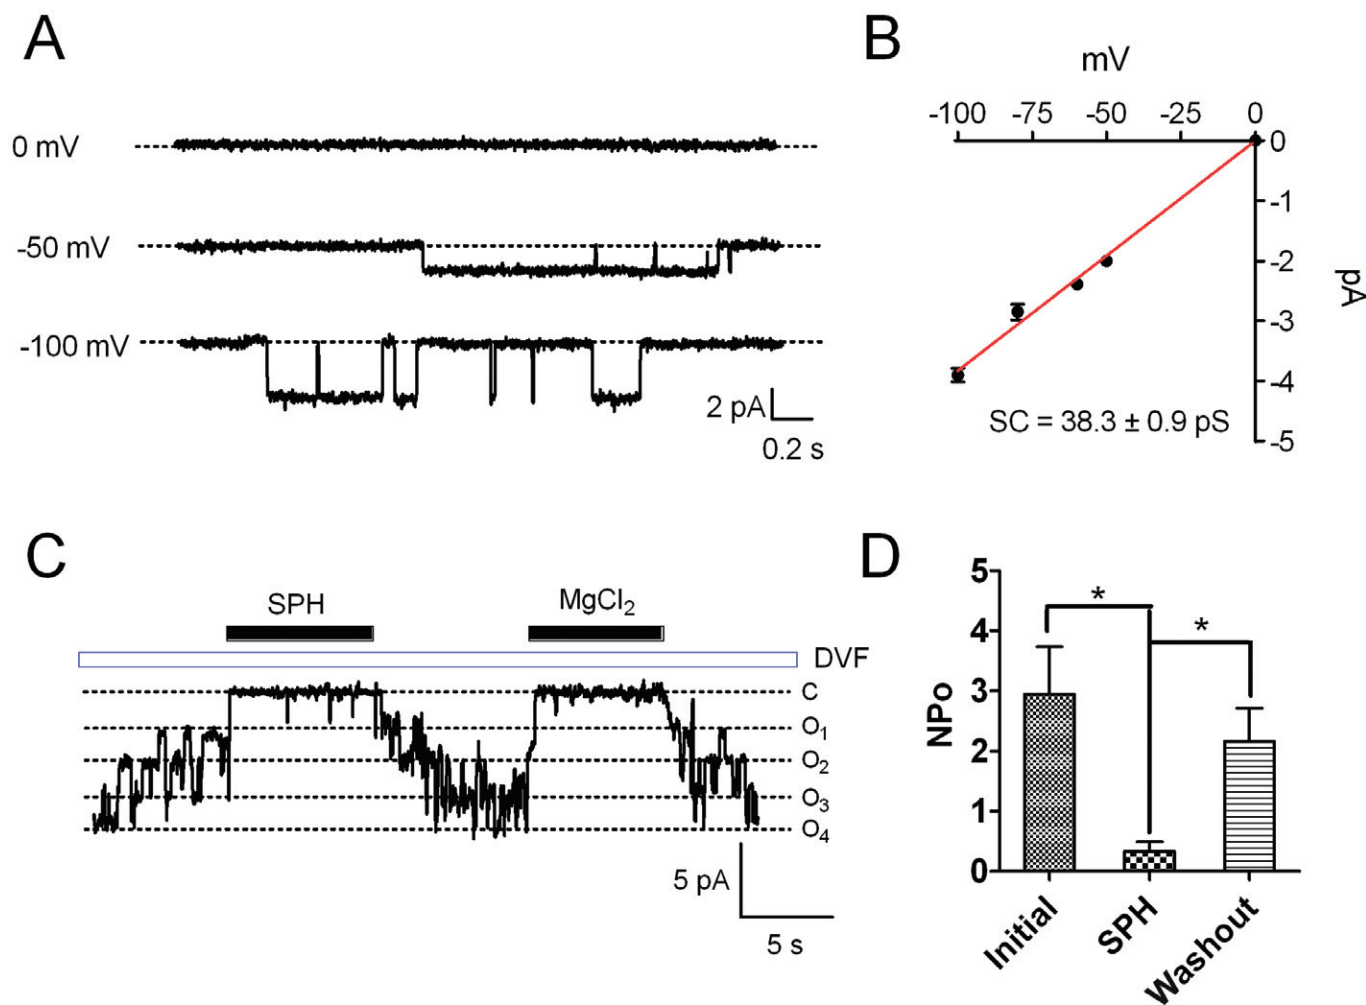 A
0 mV
-50 mV
-100 mV
2 pA
0.2 s
B
mV
-100 -75 -50 -25 0
0
-1
-2
-3
-4
-5
pA
SC = 38.3 ± 0.9 pS
C
SPH
MgCl₂
DVF
C
O₁
O₂
O₃
O₄
5 pA
5 s
D
5
4
3
2
1
0
NPo
*
*
Initial
SPH
Washout